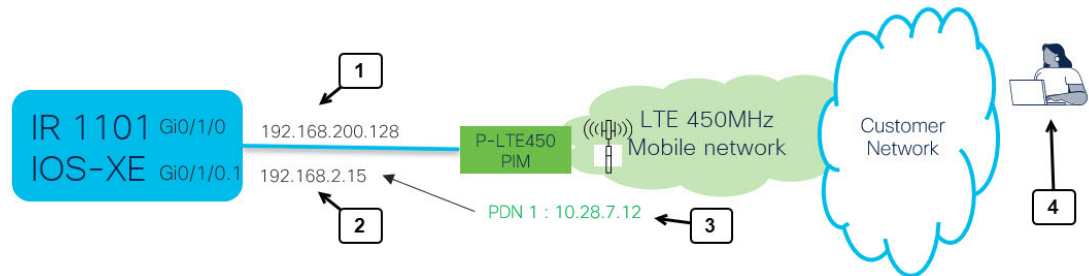 1
IR 1101 Gi0/1/0
192.168.200.128
IOS-XE Gi0/1/0.1
192.168.2.15
2
P-LTE450
PIM
LTE 450MHz
Mobile network
PDN 1 : 10.28.7.12
3
Customer
Network
4